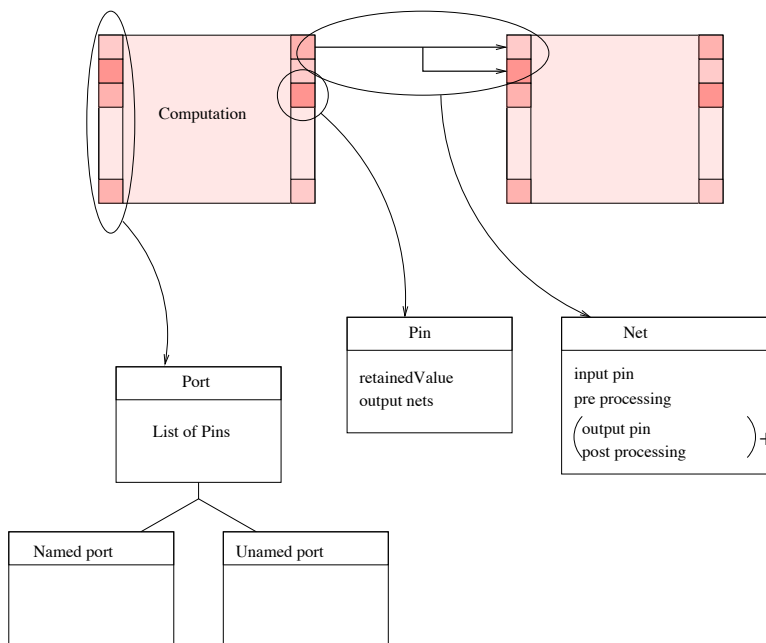 Computation
Pin
retainedValue
output nets
Net
input pin
pre processing
(output pin
post processing)+
Port
List of Pins
Named port
Unamed port